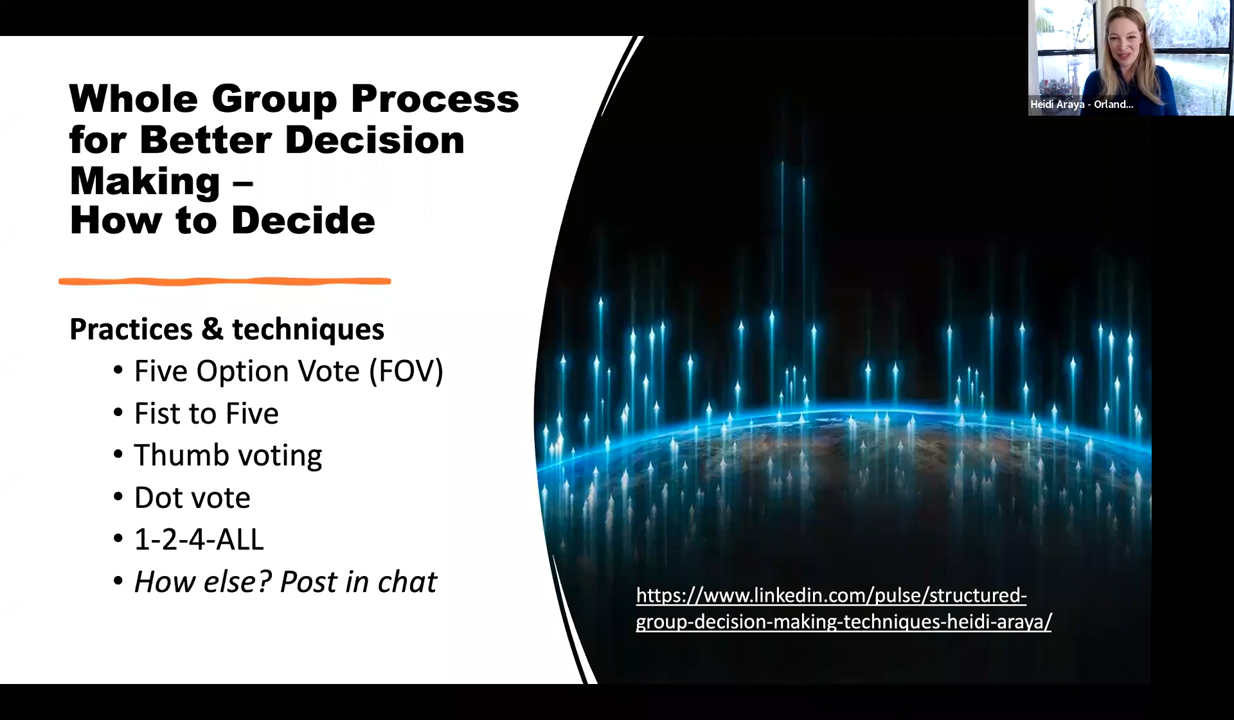 Whole Group Process
for Better Decision
Making –
How to Decide
Practices & techniques
• Five Option Vote (FOV)
• Fist to Five
• Thumb voting
• Dot vote
• 1-2-4-ALL
• How else? Post in chat
https://www.linkedin.com/pulse/structured-
group-decision-making-techniques-heidi-araya/
Heidi Araya - Orland...